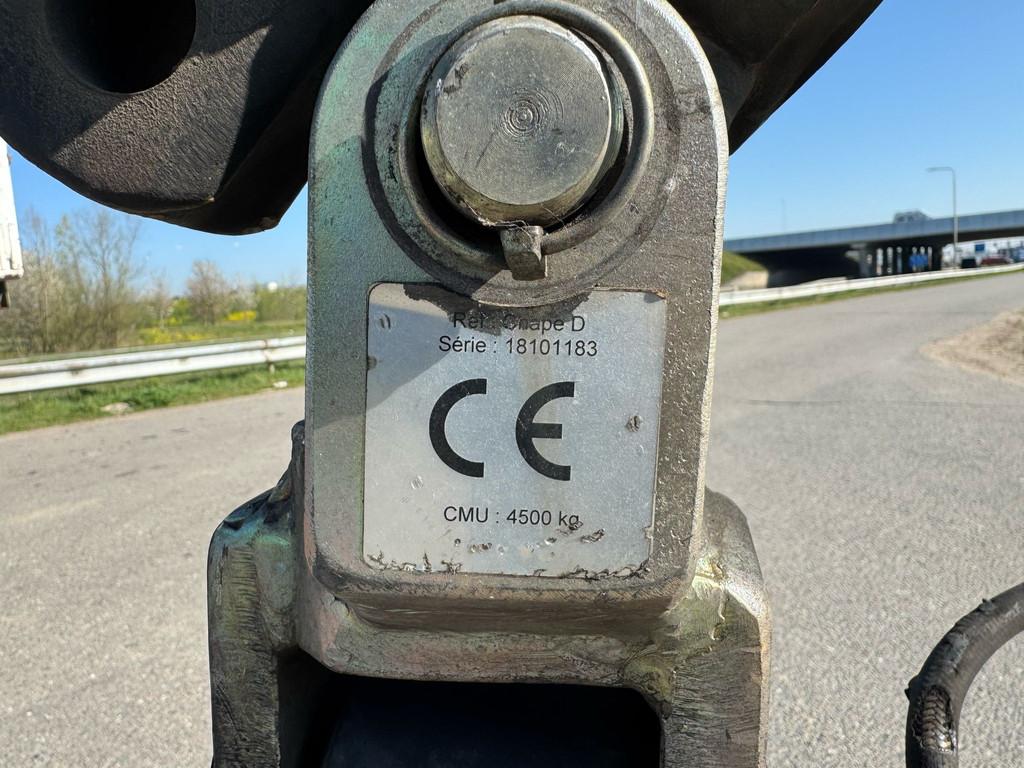 Ref : Chape D
Série : 18101183
CE
CMU : 4500 kg